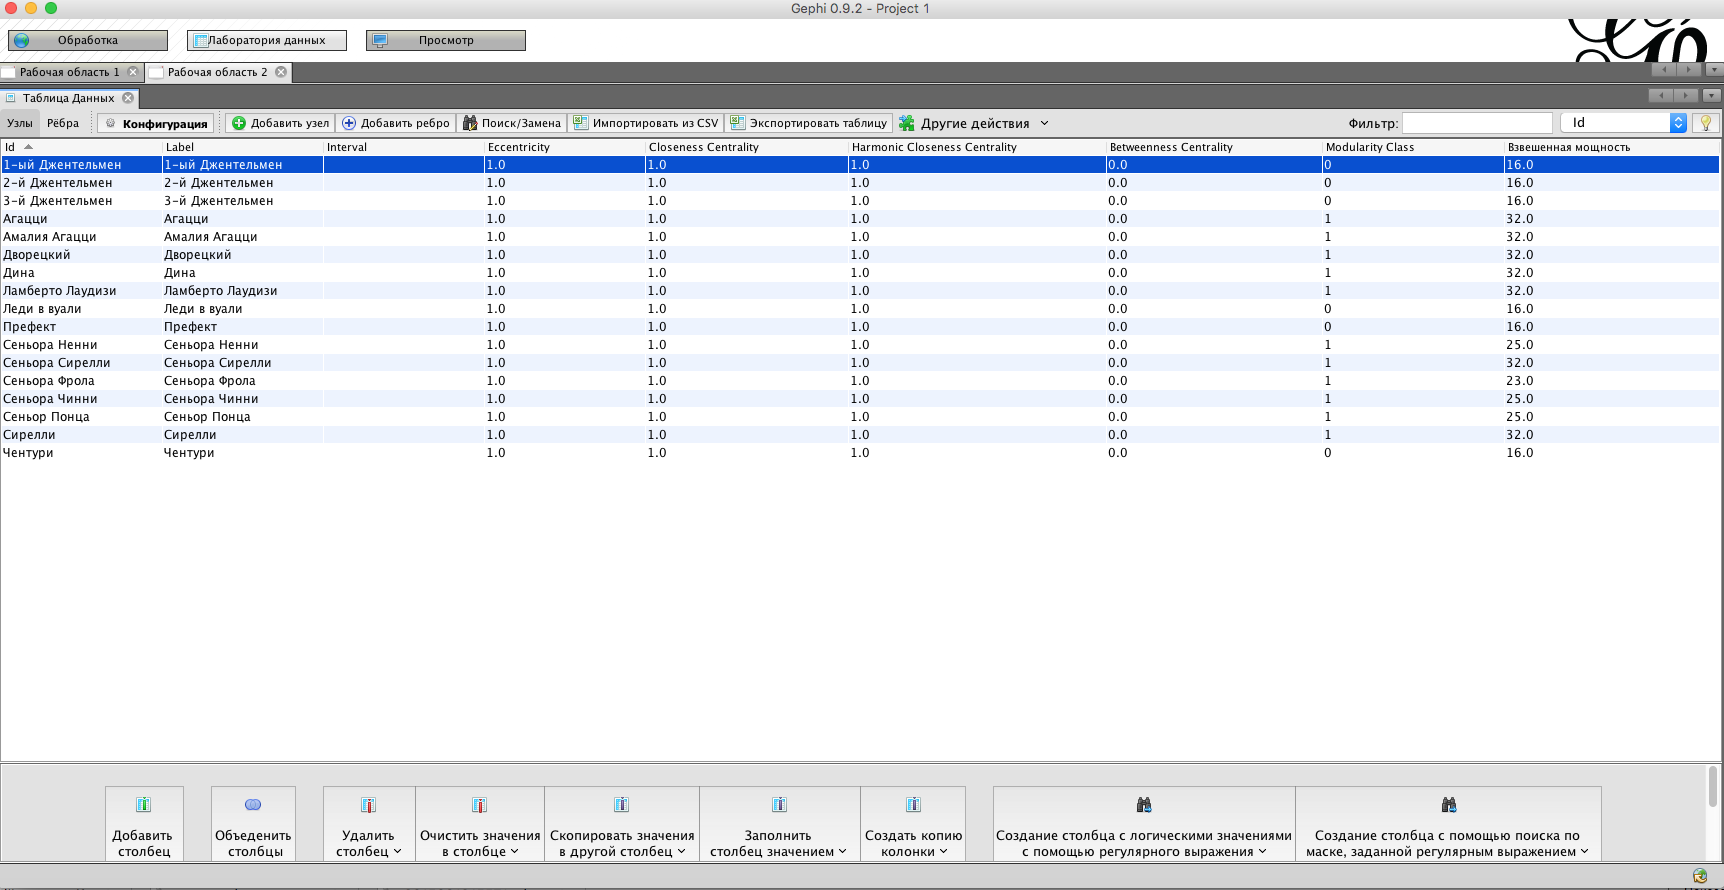 Gephi 0.9.2 - Project 1
Обработка Лаборатория данных Просмотр
Рабочая область 1 Рабочая область 2
Таблица Данных
Узлы Рёбра Конфигурация Добавить узел Добавить ребро Поиск/Замена Импортировать из CSV Экспортировать таблицу Другие действия Фильтр: Id
Id Label Interval Eccentricity Closeness Centrality Harmonic Closeness Centrality Betweenness Centrality Modularity Class Взвешенная мощность
1-ый Джентельмен 1-ый Джентельмен 1.0 1.0 1.0 0.0 0 16.0
2-й Джентельмен 2-й Джентельмен 1.0 1.0 1.0 0.0 0 16.0
3-й Джентельмен 3-й Джентельмен 1.0 1.0 1.0 0.0 0 16.0
Агацци Агацци 1.0 1.0 1.0 0.0 1 32.0
Амалия Агацци Амалия Агацци 1.0 1.0 1.0 0.0 1 32.0
Дворецкий Дворецкий 1.0 1.0 1.0 0.0 1 32.0
Дина Дина 1.0 1.0 1.0 0.0 1 32.0
Ламберто Лаудизи Ламберто Лаудизи 1.0 1.0 1.0 0.0 1 32.0
Леди в вуали Леди в вуали 1.0 1.0 1.0 0.0 0 16.0
Префект Префект 1.0 1.0 1.0 0.0 0 16.0
Сеньора Ненни Сеньора Ненни 1.0 1.0 1.0 0.0 1 25.0
Сеньора Сирелли Сеньора Сирелли 1.0 1.0 1.0 0.0 1 32.0
Сеньора Фрола Сеньора Фрола 1.0 1.0 1.0 0.0 1 23.0
Сеньора Чинни Сеньора Чинни 1.0 1.0 1.0 0.0 1 25.0
Сеньор Понца Сеньор Понца 1.0 1.0 1.0 0.0 1 25.0
Сирелли Сирелли 1.0 1.0 1.0 0.0 1 32.0
Чентури Чентури 1.0 1.0 1.0 0.0 0 16.0
Добавить столбец
Объеденить столбцы
Удалить столбец
Очистить значения в столбце
Скопировать значения в другой столбец
Заполнить столбец значением
Создать копию колонки
Создание столбца с логическими значениями с помощью регулярного выражения
Создание столбца с помощью поиска по маске, заданной регулярным выражением